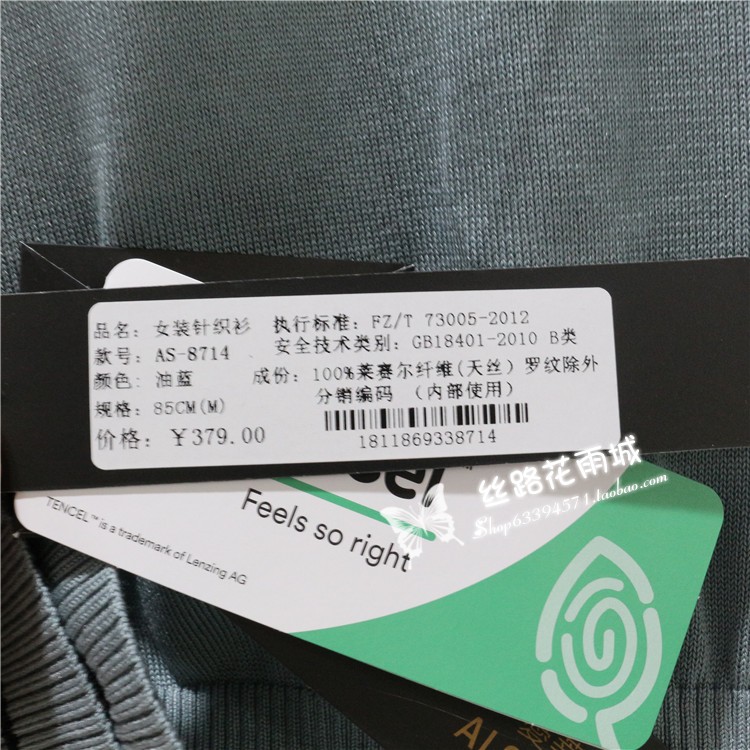 品名: 女装针织衫 执行标准: FZ/T 73005-2012
款号: AS-8714 安全技术类别: GB18401-2010 B类
颜色: 油蓝 成份: 100%莱赛尔纤维(天丝) 罗纹除外
规格: 85CM(M) 分销编码 (内部使用)
价格: ¥379.00
1811869338714
Feels so right
TENCEL™ is a trademark of Lenzing AG
丝路花雨城
Shop63394571.taobao.com